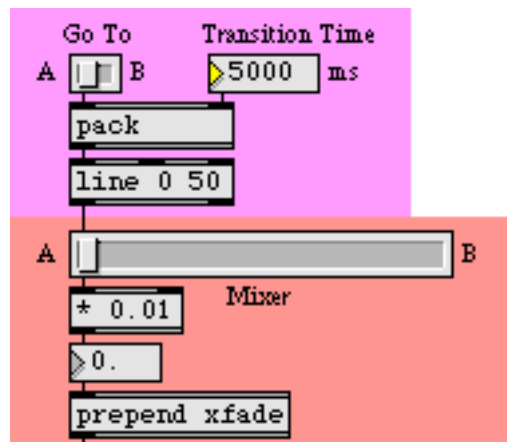 Go To Transition Time
A B 5000 ms
pack
line 0 50
A B
Mixer
* 0.01
0.
prepend xfade